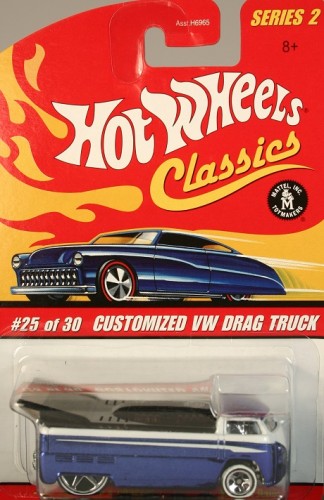 Asst.H6965
SERIES 2
8+
Hot Wheels
Classics
MATTEL, INC.
M
TOYMAKERS
#25 of 30 CUSTOMIZED VW DRAG TRUCK